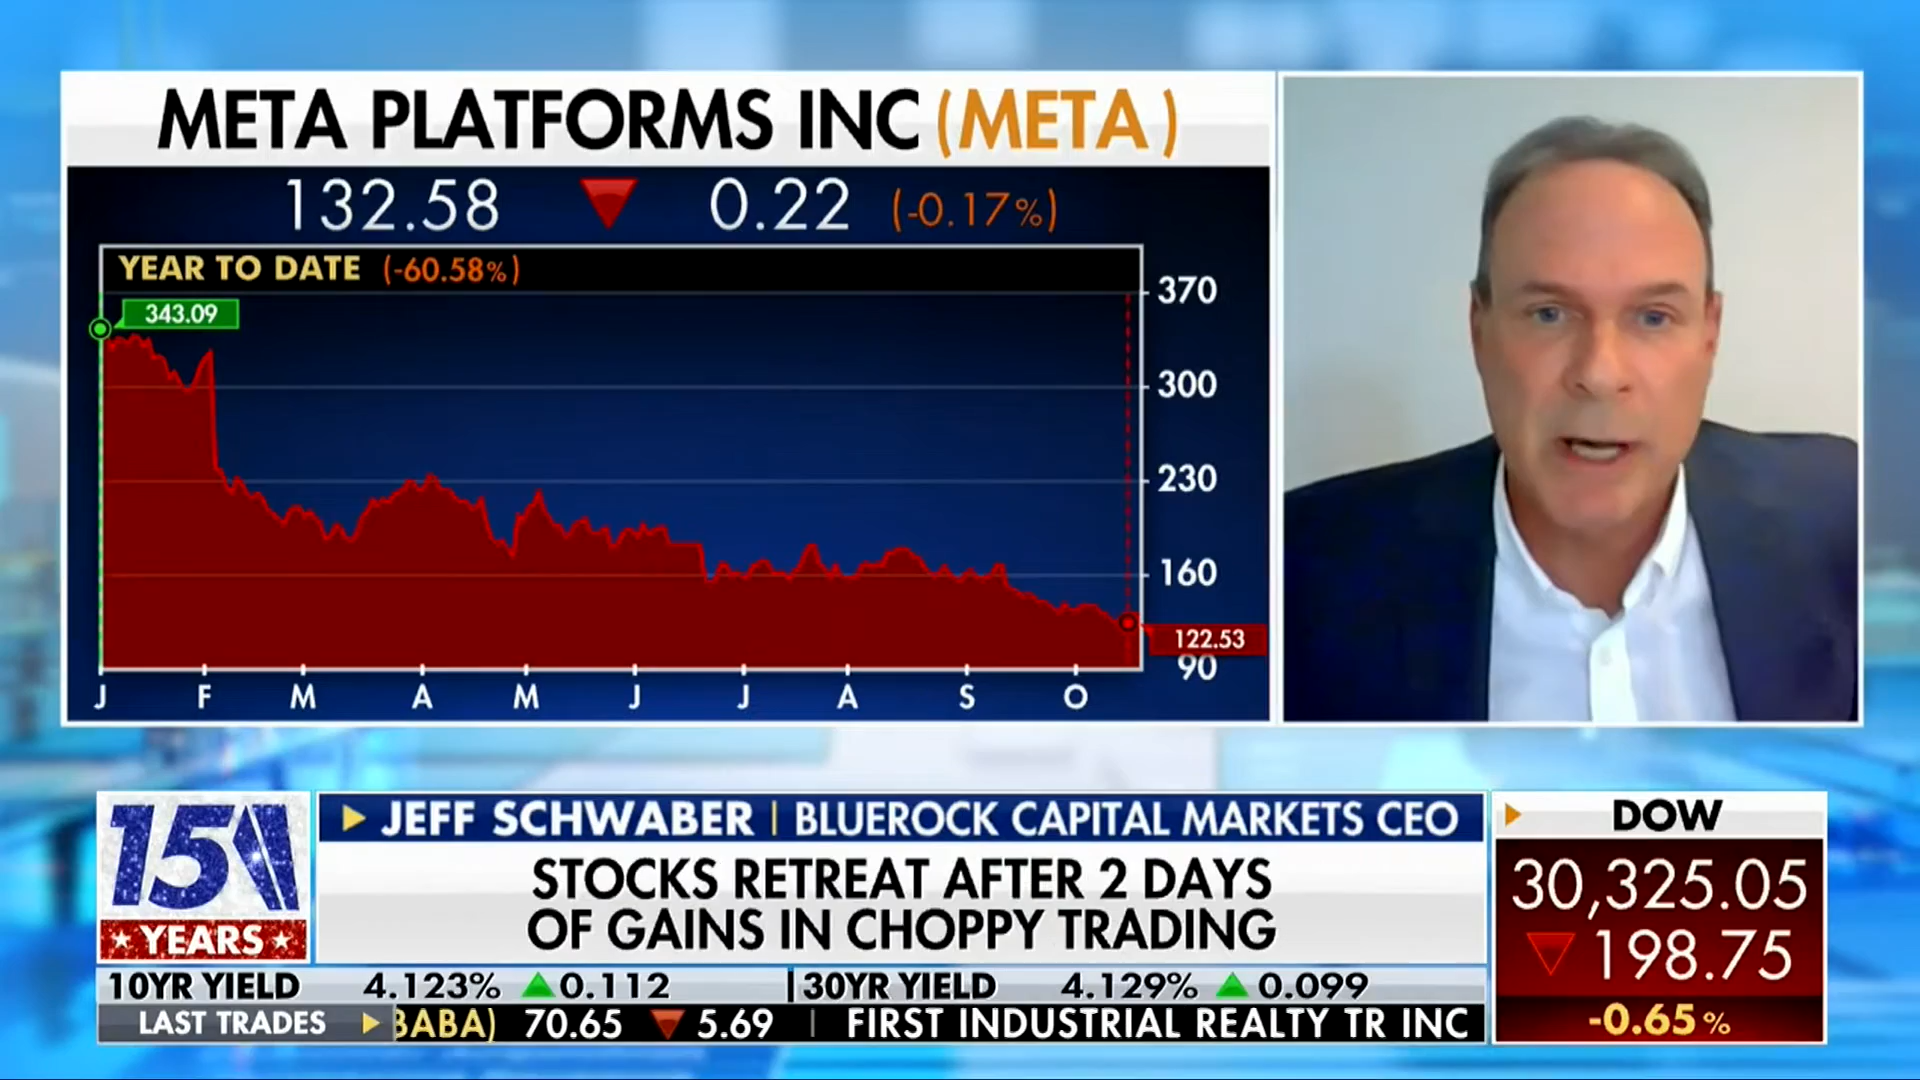 META PLATFORMS INC (META )
132.58 ▼ 0.22 (-0.17%)
YEAR TO DATE (-60.58%)
343.09
370
300
230
160
122.53
90
J F M A M J J A S O
15
YEARS
JEFF SCHWABER | BLUEROCK CAPITAL MARKETS CEO
STOCKS RETREAT AFTER 2 DAYS
OF GAINS IN CHOPPY TRADING
10YR YIELD 4.123% ▲ 0.112 | 30YR YIELD 4.129% ▲ 0.099
LAST TRADES BABA) 70.65 ▼ 5.69 | FIRST INDUSTRIAL REALTY TR INC
DOW
30,325.05
▼ 198.75
-0.65%